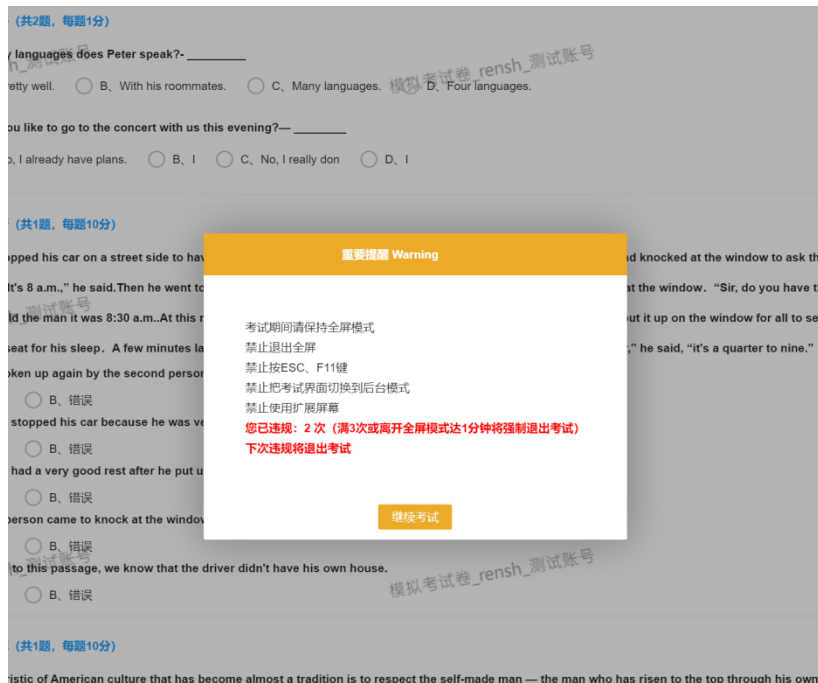 （共2题，每题1分）
languages does Peter speak?- _________
模拟考试卷_rensh_测试账号
etty well. B、With his roommates. C、Many languages. D、Four languages.
ou like to go to the concert with us this evening?— ________
o, I already have plans. B、I C、No, I really don D、I
（共1题，每题10分）
重要提醒 Warning
opped his car on a street side to hav
d knocked at the window to ask th
It's 8 a.m.,” he said.Then he went to
at the window．“Sir, do you have t
ld the man it was 8:30 a.m..At this
ut it up on the window for all to se
seat for his sleep．A few minutes la
,” he said, “it's a quarter to nine.”
oken up again by the second person
考试期间请保持全屏模式
禁止退出全屏
禁止按ESC、F11键
禁止把考试界面切换到后台模式
禁止使用扩展屏幕
您已违规：2 次（满3次或离开全屏模式达1分钟将强制退出考试）
下次违规将退出考试
继续考试
B、错误
stopped his car because he was ve
B、错误
had a very good rest after he put u
B、错误
person came to knock at the window
B、错误
to this passage, we know that the driver didn't have his own house.
模拟考试卷_rensh_测试账号
B、错误
（共1题，每题10分）
ristic of American culture that has become almost a tradition is to respect the self-made man — the man who has risen to the top through his own